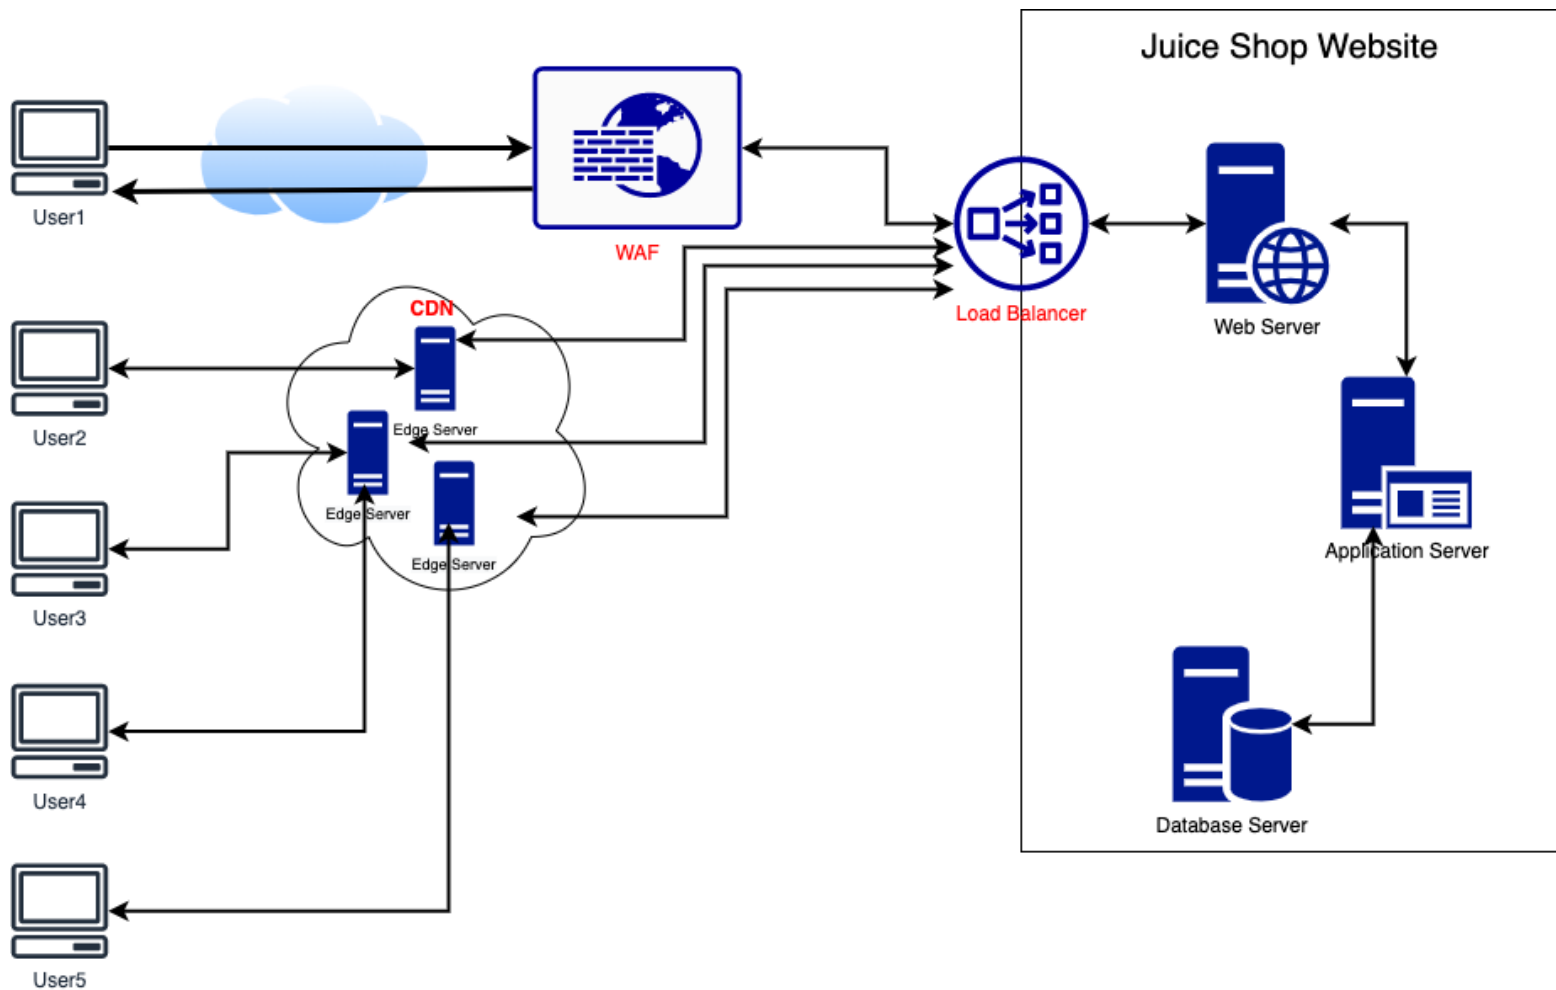 Juice Shop Website
User1
WAF
CDN
Load Balancer
Web Server
User2
Edge Server
Edge Server
Edge Server
Application Server
User3
User4
Database Server
User5